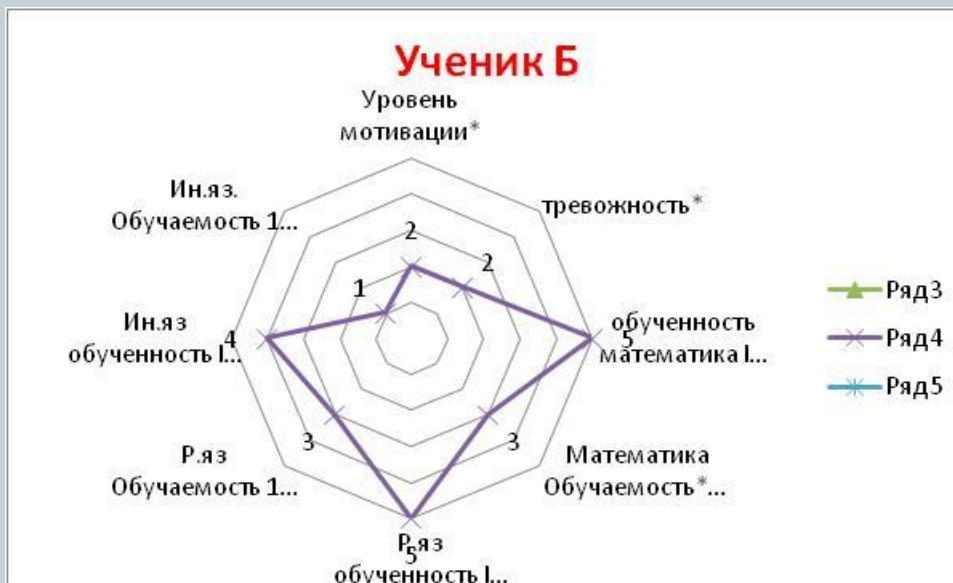 Ученик Б
Уровень
мотивации*
тревожность*
обученность
математика I...
Математика
Обучаемость*...
Р.яз
обученность I...
Р.яз
Обучаемость 1...
Ин.яз
обученность I...
Ин.яз.
Обучаемость 1...
2
2
5
3
5
3
4
1
Ряд3
Ряд4
Ряд5